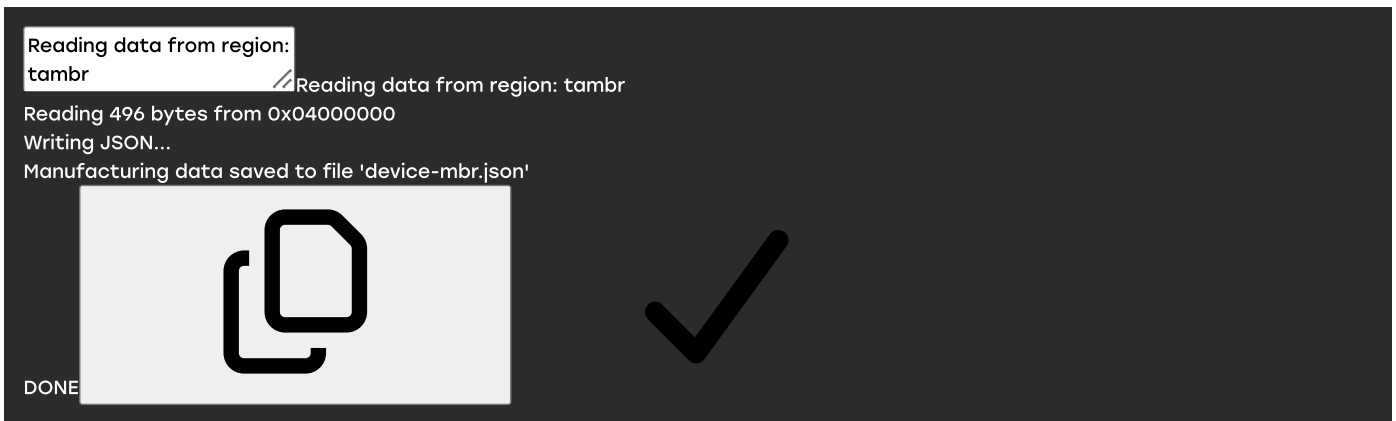 Reading data from region:
tambr
Reading data from region: tambr
Reading 496 bytes from 0x04000000
Writing JSON...
Manufacturing data saved to file 'device-mbr.json'
DONE